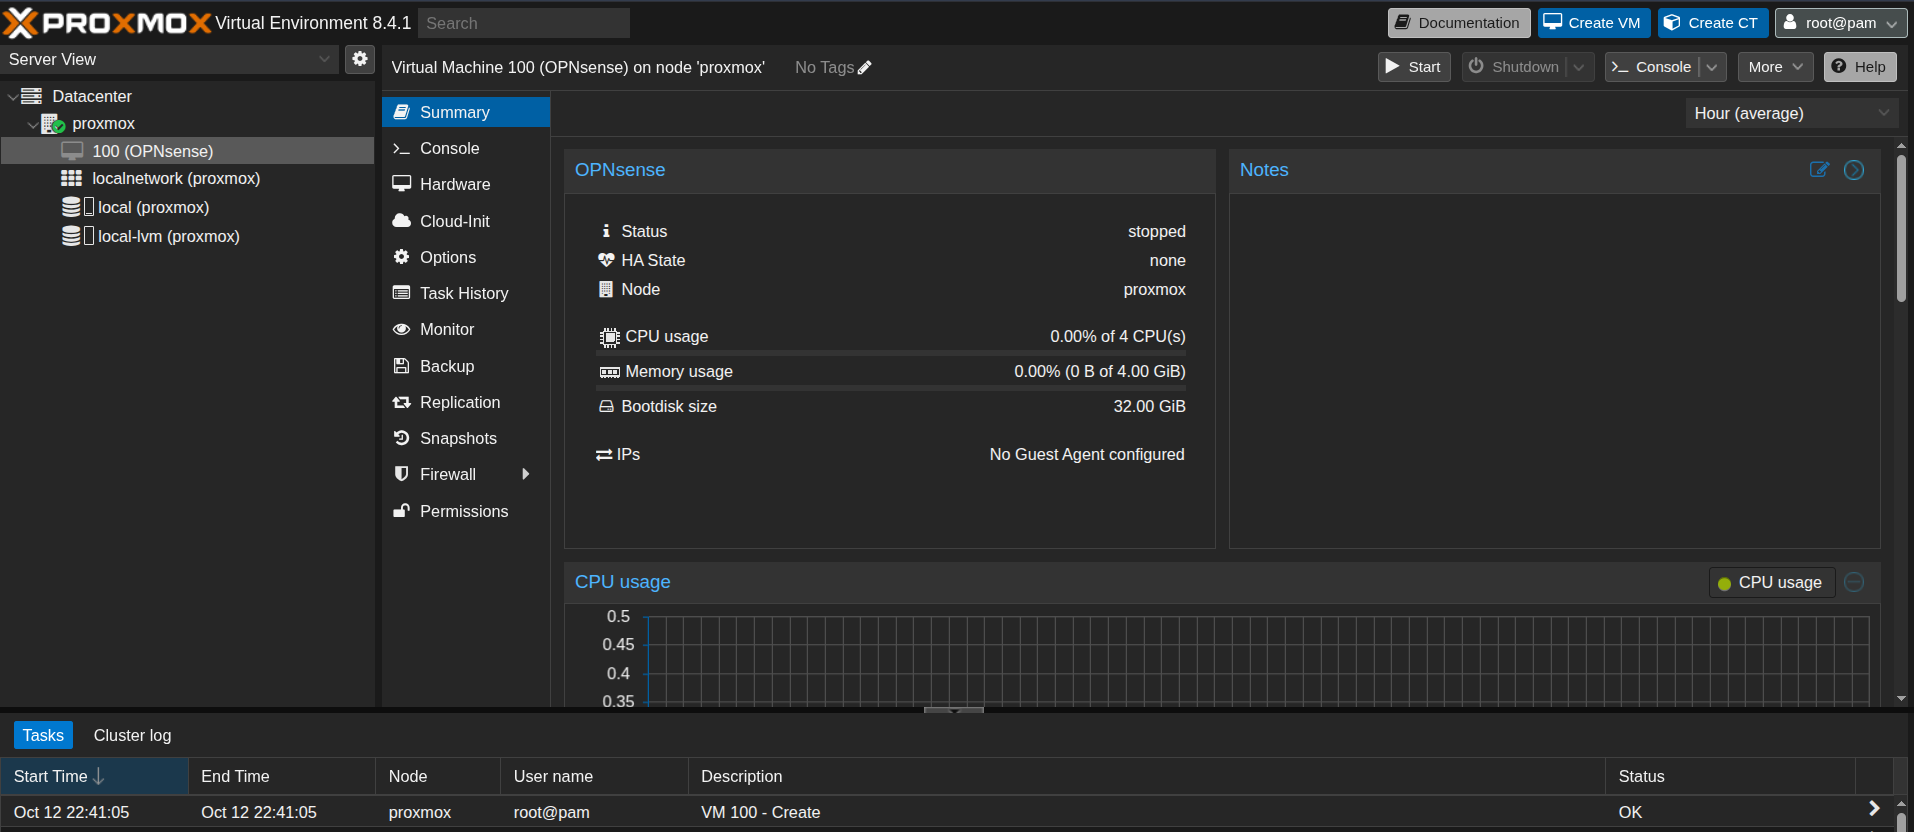 PROXMOX Virtual Environment 8.4.1 Search Documentation Create VM Create CT root@pam
Server View
Virtual Machine 100 (OPNsense) on node 'proxmox' No Tags Start Shutdown Console More Help
Datacenter
proxmox
100 (OPNsense)
localnetwork (proxmox)
local (proxmox)
local-lvm (proxmox)
Summary
Console
Hardware
Cloud-Init
Options
Task History
Monitor
Backup
Replication
Snapshots
Firewall
Permissions
Hour (average)
OPNsense
Status stopped
HA State none
Node proxmox
CPU usage 0.00% of 4 CPU(s)
Memory usage 0.00% (0 B of 4.00 GiB)
Bootdisk size 32.00 GiB
IPs No Guest Agent configured
Notes
CPU usage CPU usage
0.5
0.45
0.4
0.35
Tasks Cluster log
Start Time End Time Node User name Description Status
Oct 12 22:41:05 Oct 12 22:41:05 proxmox root@pam VM 100 - Create OK